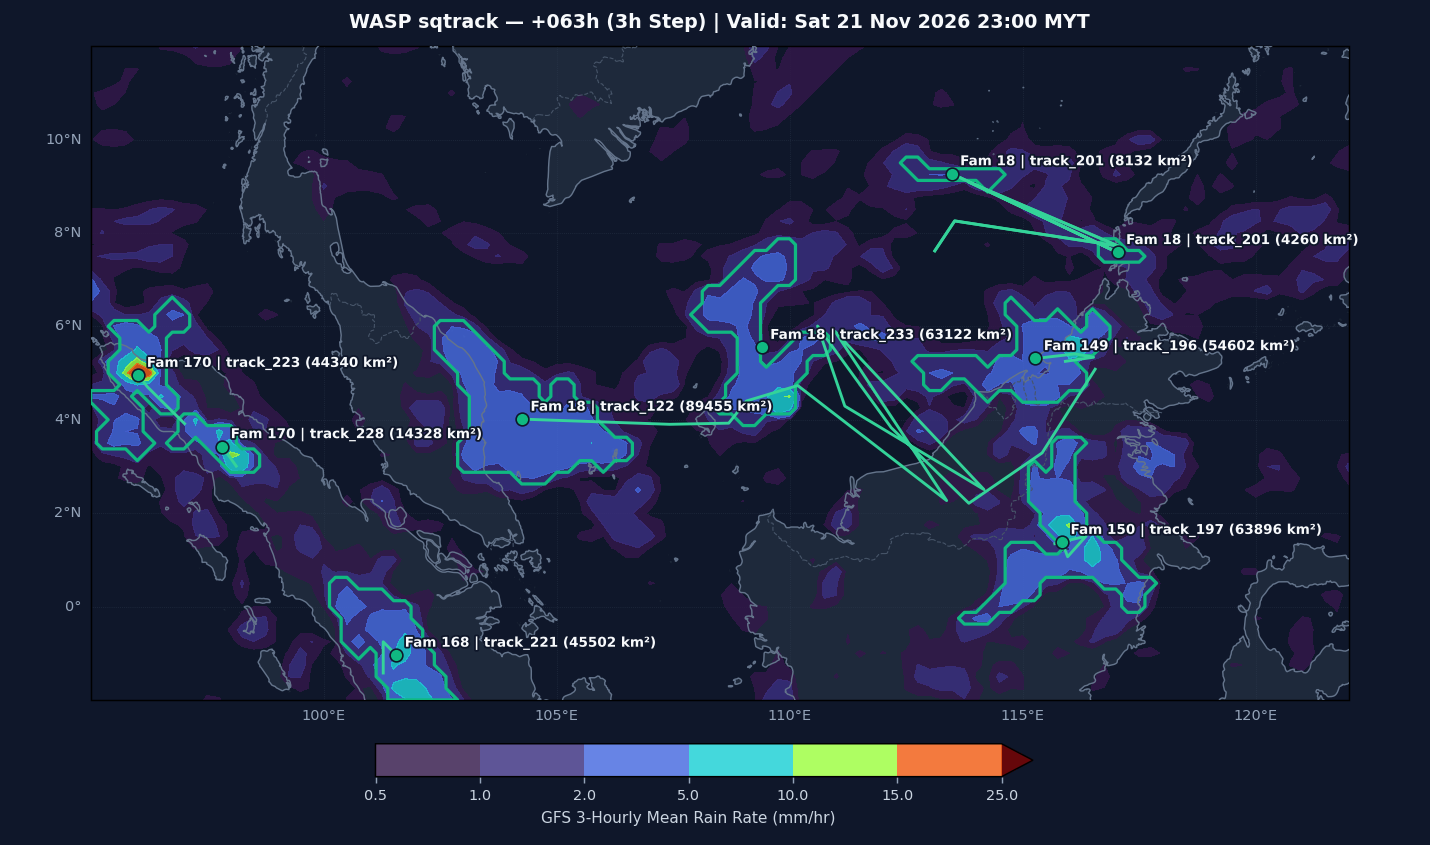 WASP sqtrack — +063h (3h Step) | Valid: Sat 21 Nov 2026 23:00 MYT
10°N
8°N
6°N
4°N
2°N
0°
Fam 18 | track_201 (8132 km²)
Fam 18 | track_201 (4260 km²)
Fam 18 | track_233 (63122 km²)
Fam 149 | track_196 (54602 km²)
Fam 170 | track_223 (44340 km²)
Fam 18 | track_122 (89455 km²)
Fam 170 | track_228 (14328 km²)
Fam 150 | track_197 (63896 km²)
Fam 168 | track_221 (45502 km²)
100°E 105°E 110°E 115°E 120°E
0.5 1.0 2.0 5.0 10.0 15.0 25.0
GFS 3-Hourly Mean Rain Rate (mm/hr)